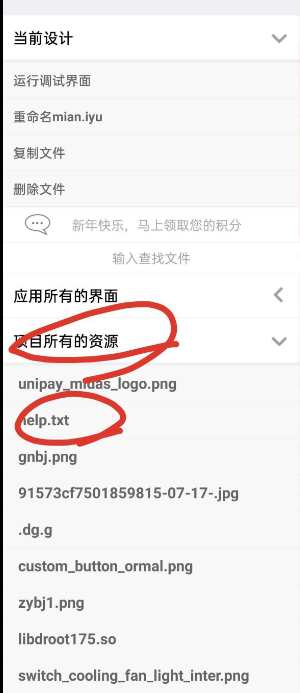 当前设计
运行调试界面
重命名mian.iyu
复制文件
删除文件
新年快乐，马上领取您的积分
输入查找文件
应用所有的界面
项目所有的资源
unipay_midas_logo.png
help.txt
gnbj.png
91573cf7501859815-07-17-.jpg
.dg.g
custom_button_ormal.png
zybj1.png
libdroot175.so
switch_cooling_fan_light_inter.png